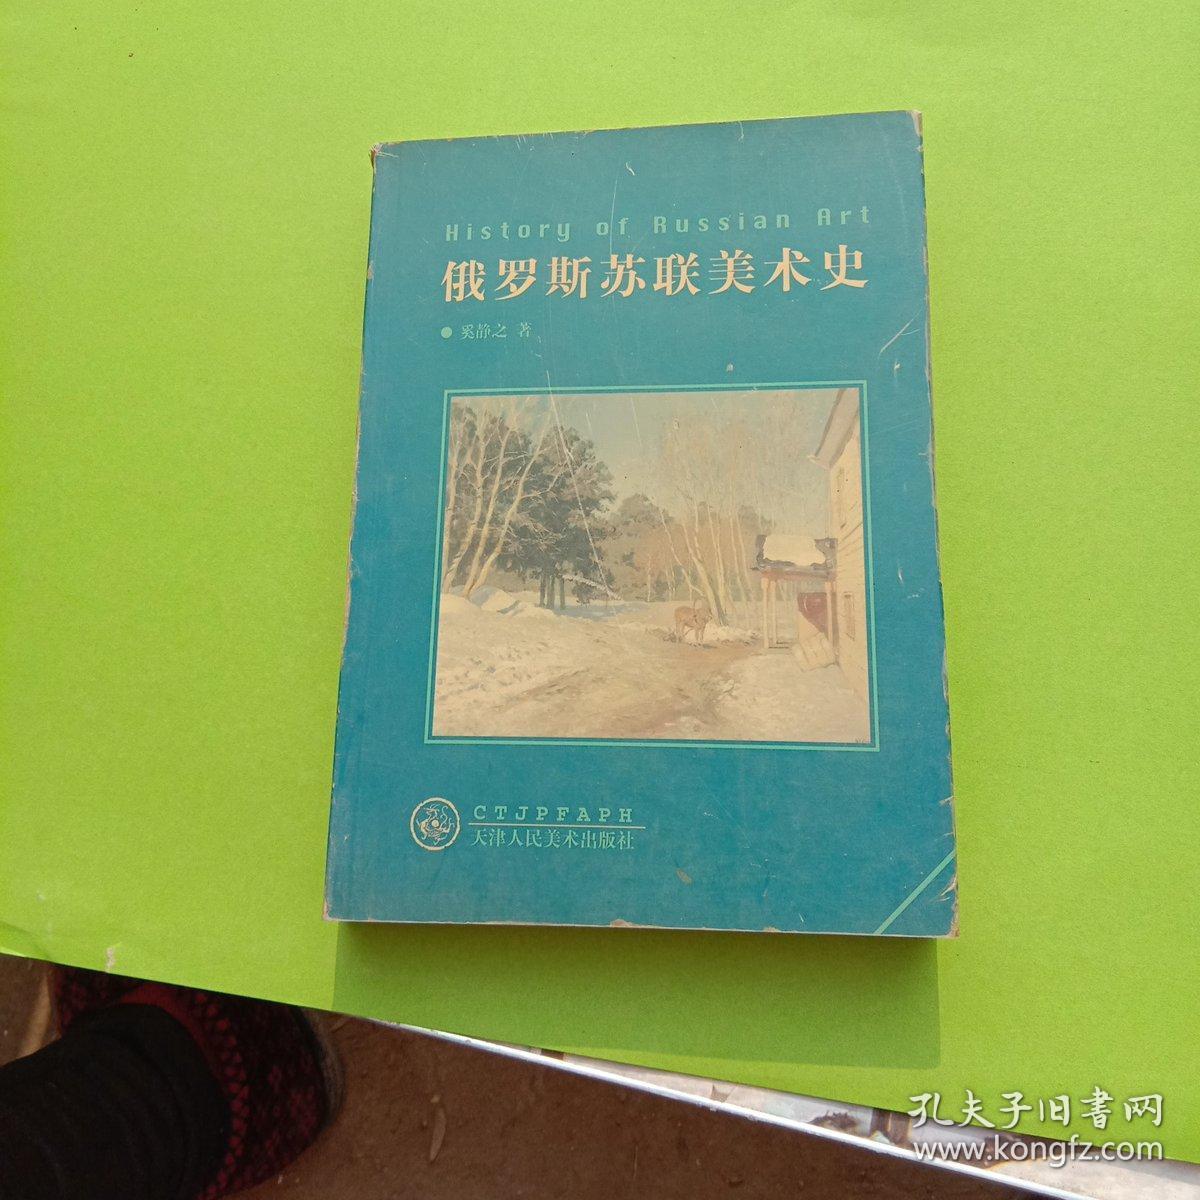 History of Russian Art
俄罗斯苏联美术史
● 奚静之 著
CTJPFAPH
天津人民美术出版社
孔夫子旧書网
www.kongfz.com